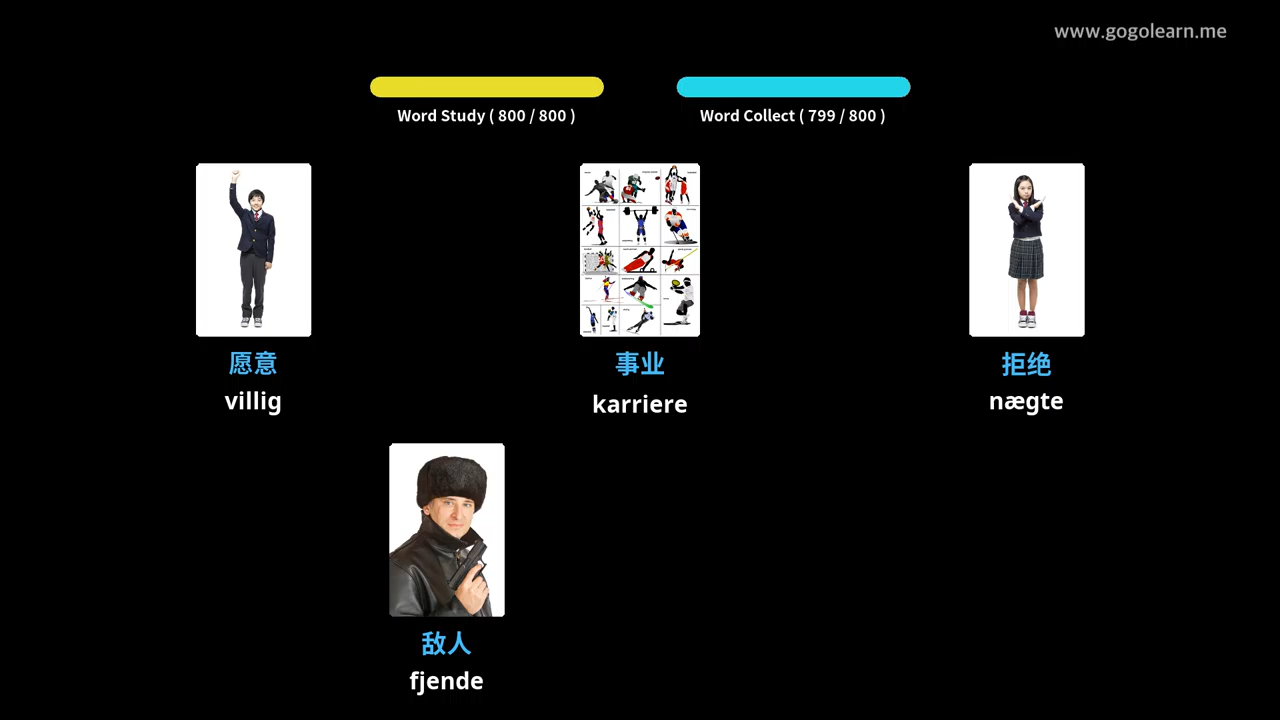 www.gogolearn.me
Word Study ( 800 / 800 )
Word Collect ( 799 / 800 )
愿意
villig
事业
karriere
拒绝
nægte
敌人
fjende